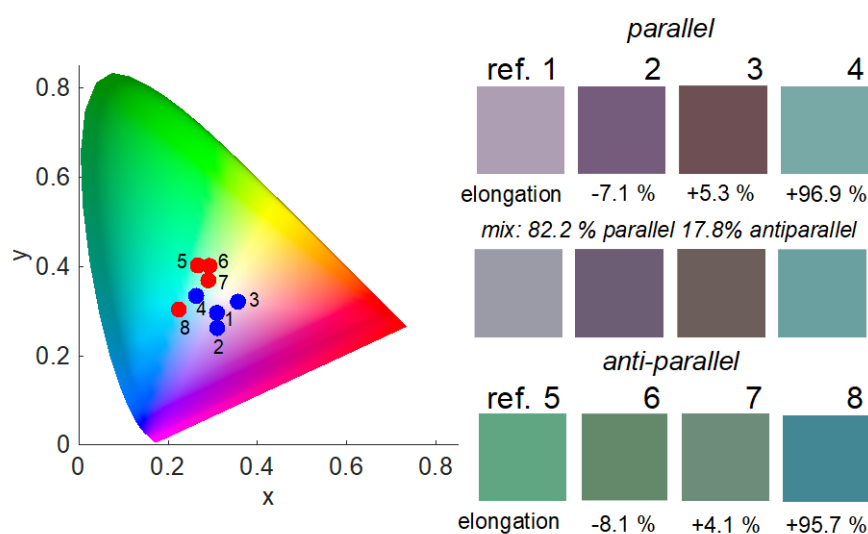 parallel
ref. 1 2 3 4
elongation -7.1 % +5.3 % +96.9 %
mix: 82.2 % parallel 17.8% antiparallel
anti-parallel
ref. 5 6 7 8
elongation -8.1 % +4.1 % +95.7 %
0.8
0.6
y
0.4
0.2
0
0 0.2 0.4 0.6 0.8
x
5 6
7
4 3
8 1
2